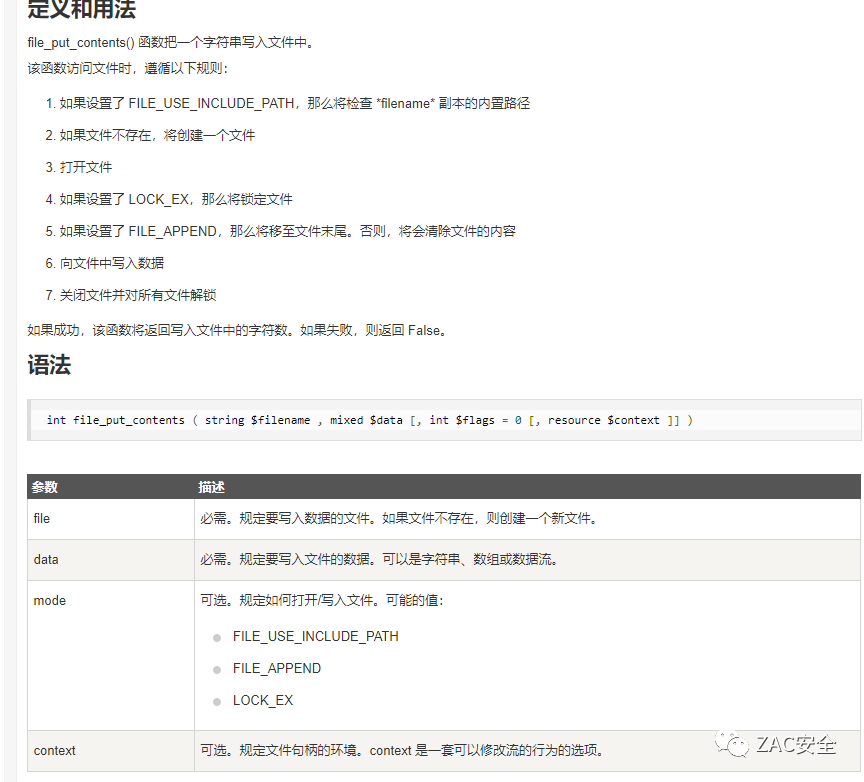 定义和用法
file_put_contents() 函数把一个字符串写入文件中。
该函数访问文件时，遵循以下规则：
1. 如果设置了 FILE_USE_INCLUDE_PATH，那么将检查 *filename* 副本的内置路径
2. 如果文件不存在，将创建一个文件
3. 打开文件
4. 如果设置了 LOCK_EX，那么将锁定文件
5. 如果设置了 FILE_APPEND，那么将移至文件末尾。否则，将会清除文件的内容
6. 向文件中写入数据
7. 关闭文件并对所有文件解锁
如果成功，该函数将返回写入文件中的字符数。如果失败，则返回 False。
语法
int file_put_contents ( string $filename , mixed $data [, int $flags = 0 [, resource $context ]] )
参数 描述
file 必需。规定要写入数据的文件。如果文件不存在，则创建一个新文件。
data 必需。规定要写入文件的数据。可以是字符串、数组或数据流。
mode 可选。规定如何打开/写入文件。可能的值：
FILE_USE_INCLUDE_PATH
FILE_APPEND
LOCK_EX
context 可选。规定文件句柄的环境。context 是一套可以修改流的行为的选项。
ZAC安全